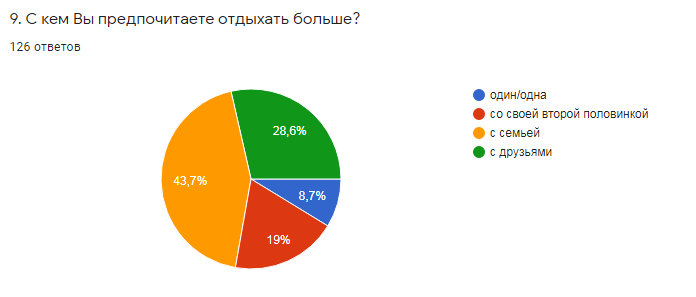 9. С кем Вы предпочитаете отдыхать больше?
126 ответов
один/одна
со своей второй половинкой
с семьей
с друзьями
28,6%
43,7%
8,7%
19%